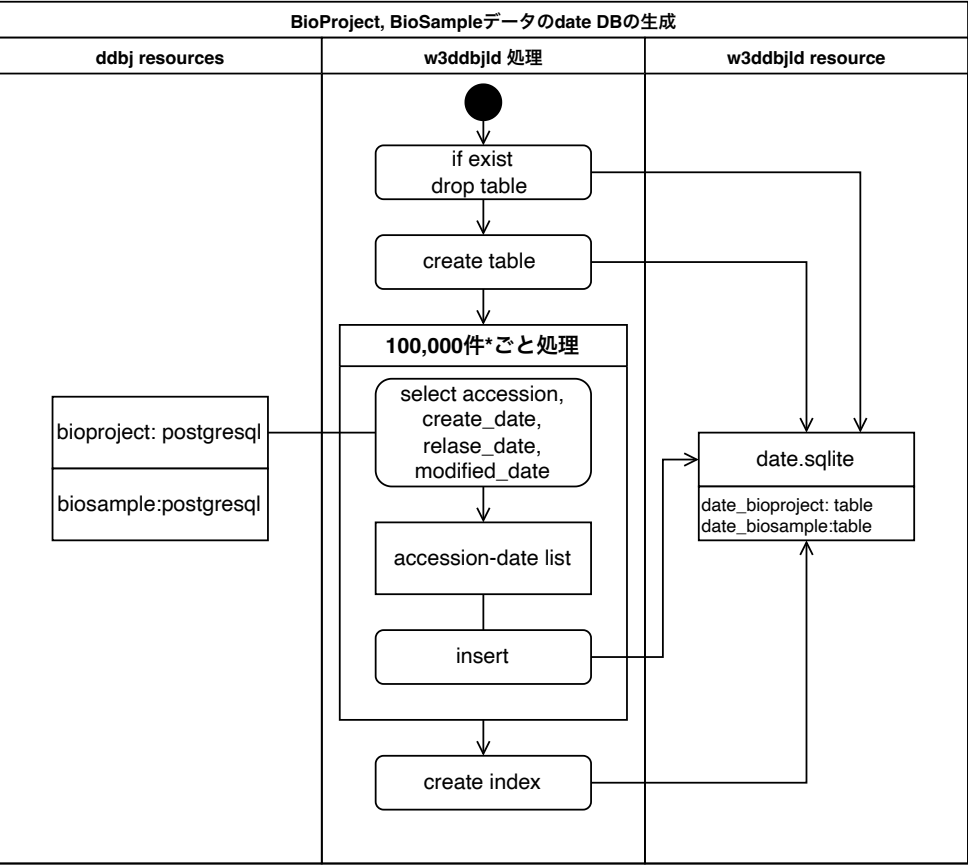 BioProject, BioSampleデータのdate DBの生成
ddbj resources
w3ddbjld 処理
w3ddbjld resource
if exist
drop table
create table
100,000件*ごと処理
select accession,
create_date,
relase_date,
modified_date
bioproject: postgresql
biosample:postgresql
date.sqlite
date_bioproject: table
date_biosample:table
accession-date list
insert
create index